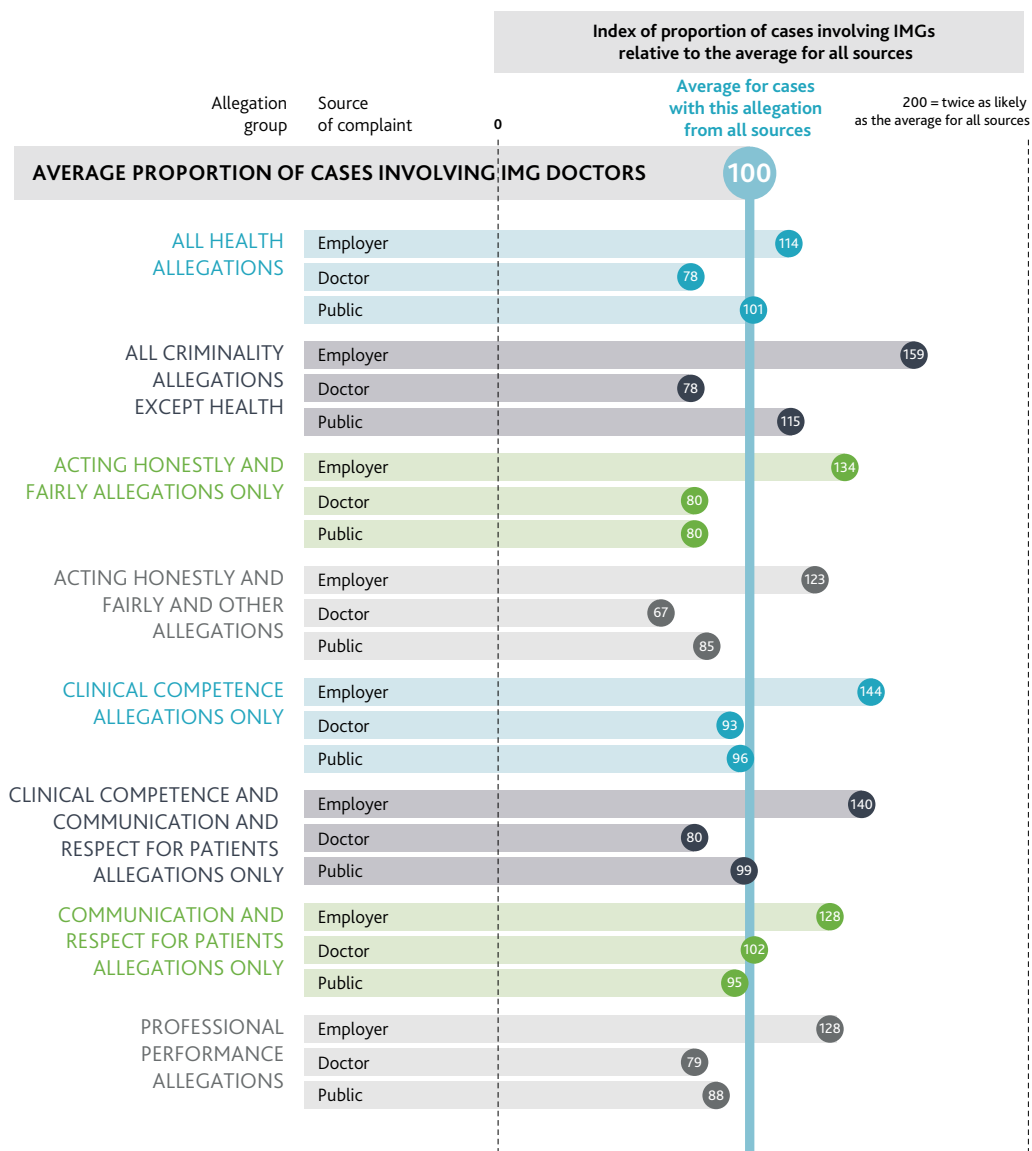 Index of proportion of cases involving IMGs
relative to the average for all sources
Allegation
group
Source
of complaint
0
Average for cases
with this allegation
from all sources
200 = twice as likely
as the average for all sources
AVERAGE PROPORTION OF CASES INVOLVING IMG DOCTORS 100
ALL HEALTH
ALLEGATIONS
Employer 114
Doctor 78
Public 101
ALL CRIMINALITY
ALLEGATIONS
EXCEPT HEALTH
Employer 159
Doctor 78
Public 115
ACTING HONESTLY AND
FAIRLY ALLEGATIONS ONLY
Employer 134
Doctor 80
Public 80
ACTING HONESTLY AND
FAIRLY AND OTHER
ALLEGATIONS
Employer 123
Doctor 67
Public 85
CLINICAL COMPETENCE
ALLEGATIONS ONLY
Employer 144
Doctor 93
Public 96
CLINICAL COMPETENCE AND
COMMUNICATION AND
RESPECT FOR PATIENTS
ALLEGATIONS ONLY
Employer 140
Doctor 80
Public 99
COMMUNICATION AND
RESPECT FOR PATIENTS
ALLEGATIONS ONLY
Employer 128
Doctor 102
Public 95
PROFESSIONAL
PERFORMANCE
ALLEGATIONS
Employer 128
Doctor 79
Public 88